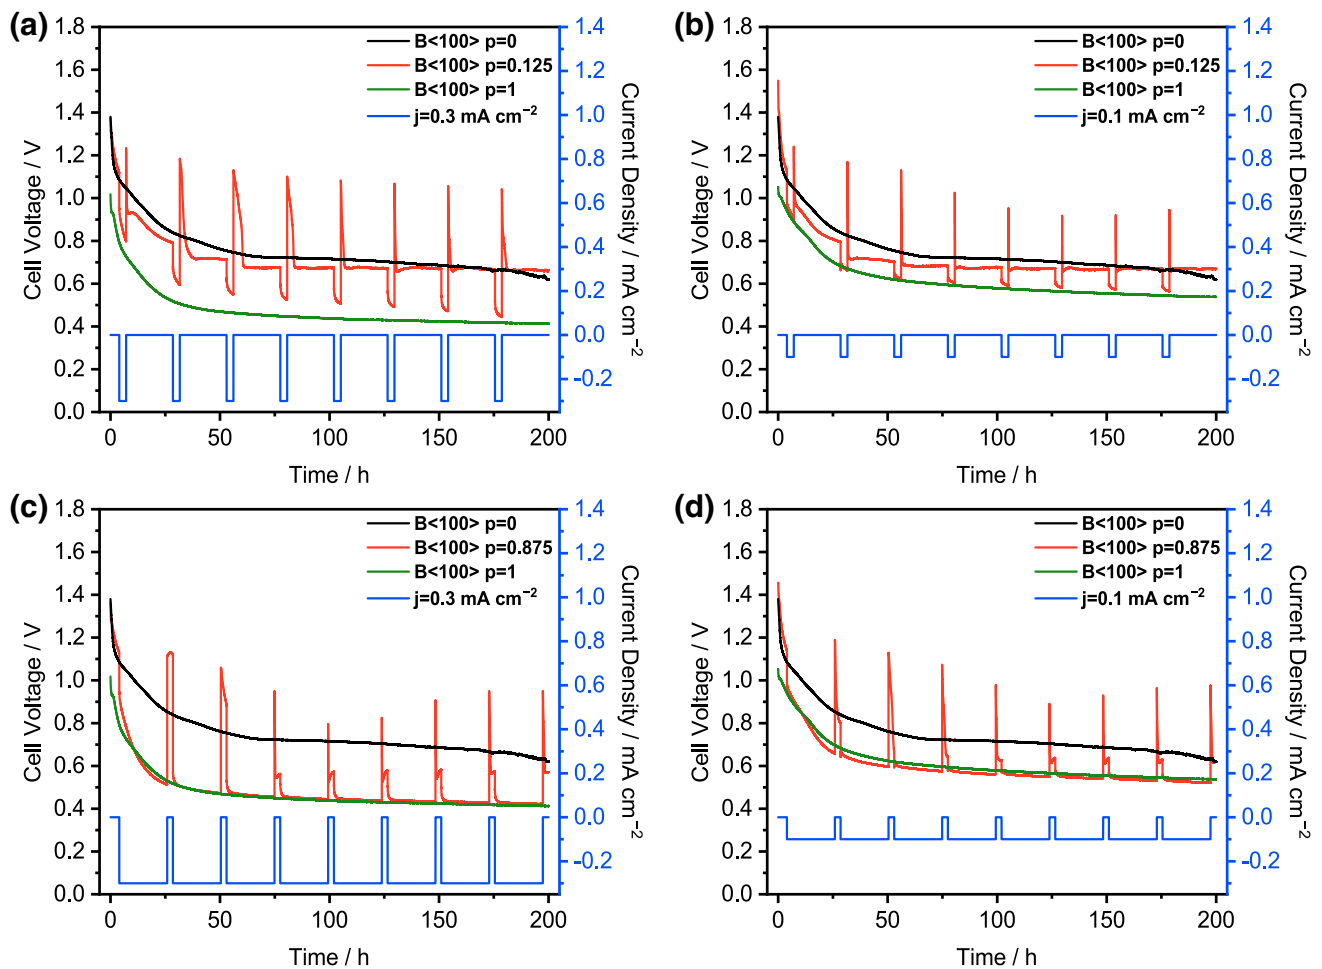 (a)
B<100> p=0
B<100> p=0.125
B<100> p=1
j=0.3 mA cm⁻²
Cell Voltage / V
0.0
0.2
0.4
0.6
0.8
1.0
1.2
1.4
1.6
1.8
Current Density / mA cm⁻²
1.4
1.2
1.0
0.8
0.6
0.4
0.2
0.0
-0.2
0 50 100 150 200
Time / h
(b)
B<100> p=0
B<100> p=0.125
B<100> p=1
j=0.1 mA cm⁻²
Cell Voltage / V
0.0
0.2
0.4
0.6
0.8
1.0
1.2
1.4
1.6
1.8
Current Density / mA cm⁻²
1.4
1.2
1.0
0.8
0.6
0.4
0.2
0.0
-0.2
0 50 100 150 200
Time / h
(c)
B<100> p=0
B<100> p=0.875
B<100> p=1
j=0.3 mA cm⁻²
Cell Voltage / V
0.0
0.2
0.4
0.6
0.8
1.0
1.2
1.4
1.6
1.8
Current Density / mA cm⁻²
1.4
1.2
1.0
0.8
0.6
0.4
0.2
0.0
-0.2
0 50 100 150 200
Time / h
(d)
B<100> p=0
B<100> p=0.875
B<100> p=1
j=0.1 mA cm⁻²
Cell Voltage / V
0.0
0.2
0.4
0.6
0.8
1.0
1.2
1.4
1.6
1.8
Current Density / mA cm⁻²
1.4
1.2
1.0
0.8
0.6
0.4
0.2
0.0
-0.2
0 50 100 150 200
Time / h